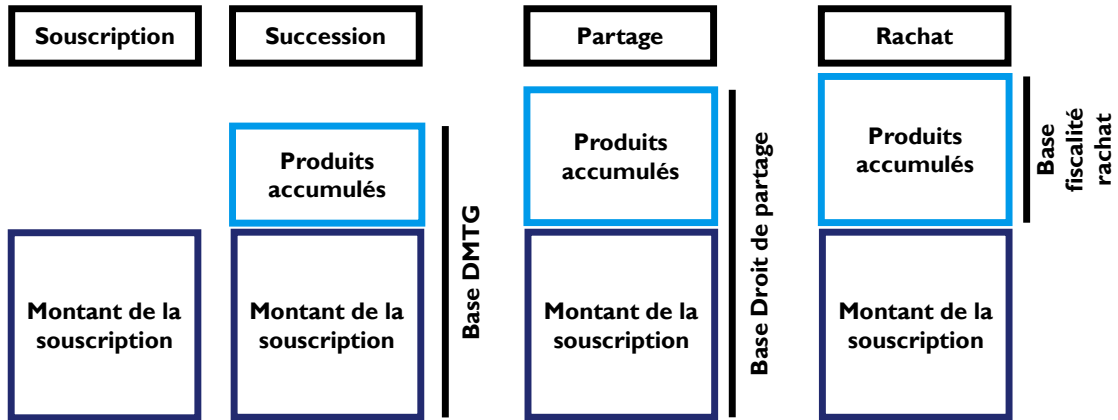 Souscription
Succession
Partage
Rachat
Produits
accumulés
Produits
accumulés
Produits
accumulés
Montant de la
souscription
Montant de la
souscription
Montant de la
souscription
Montant de la
souscription
Base DMTG
Base Droit de partage
Base
fiscalité
rachat